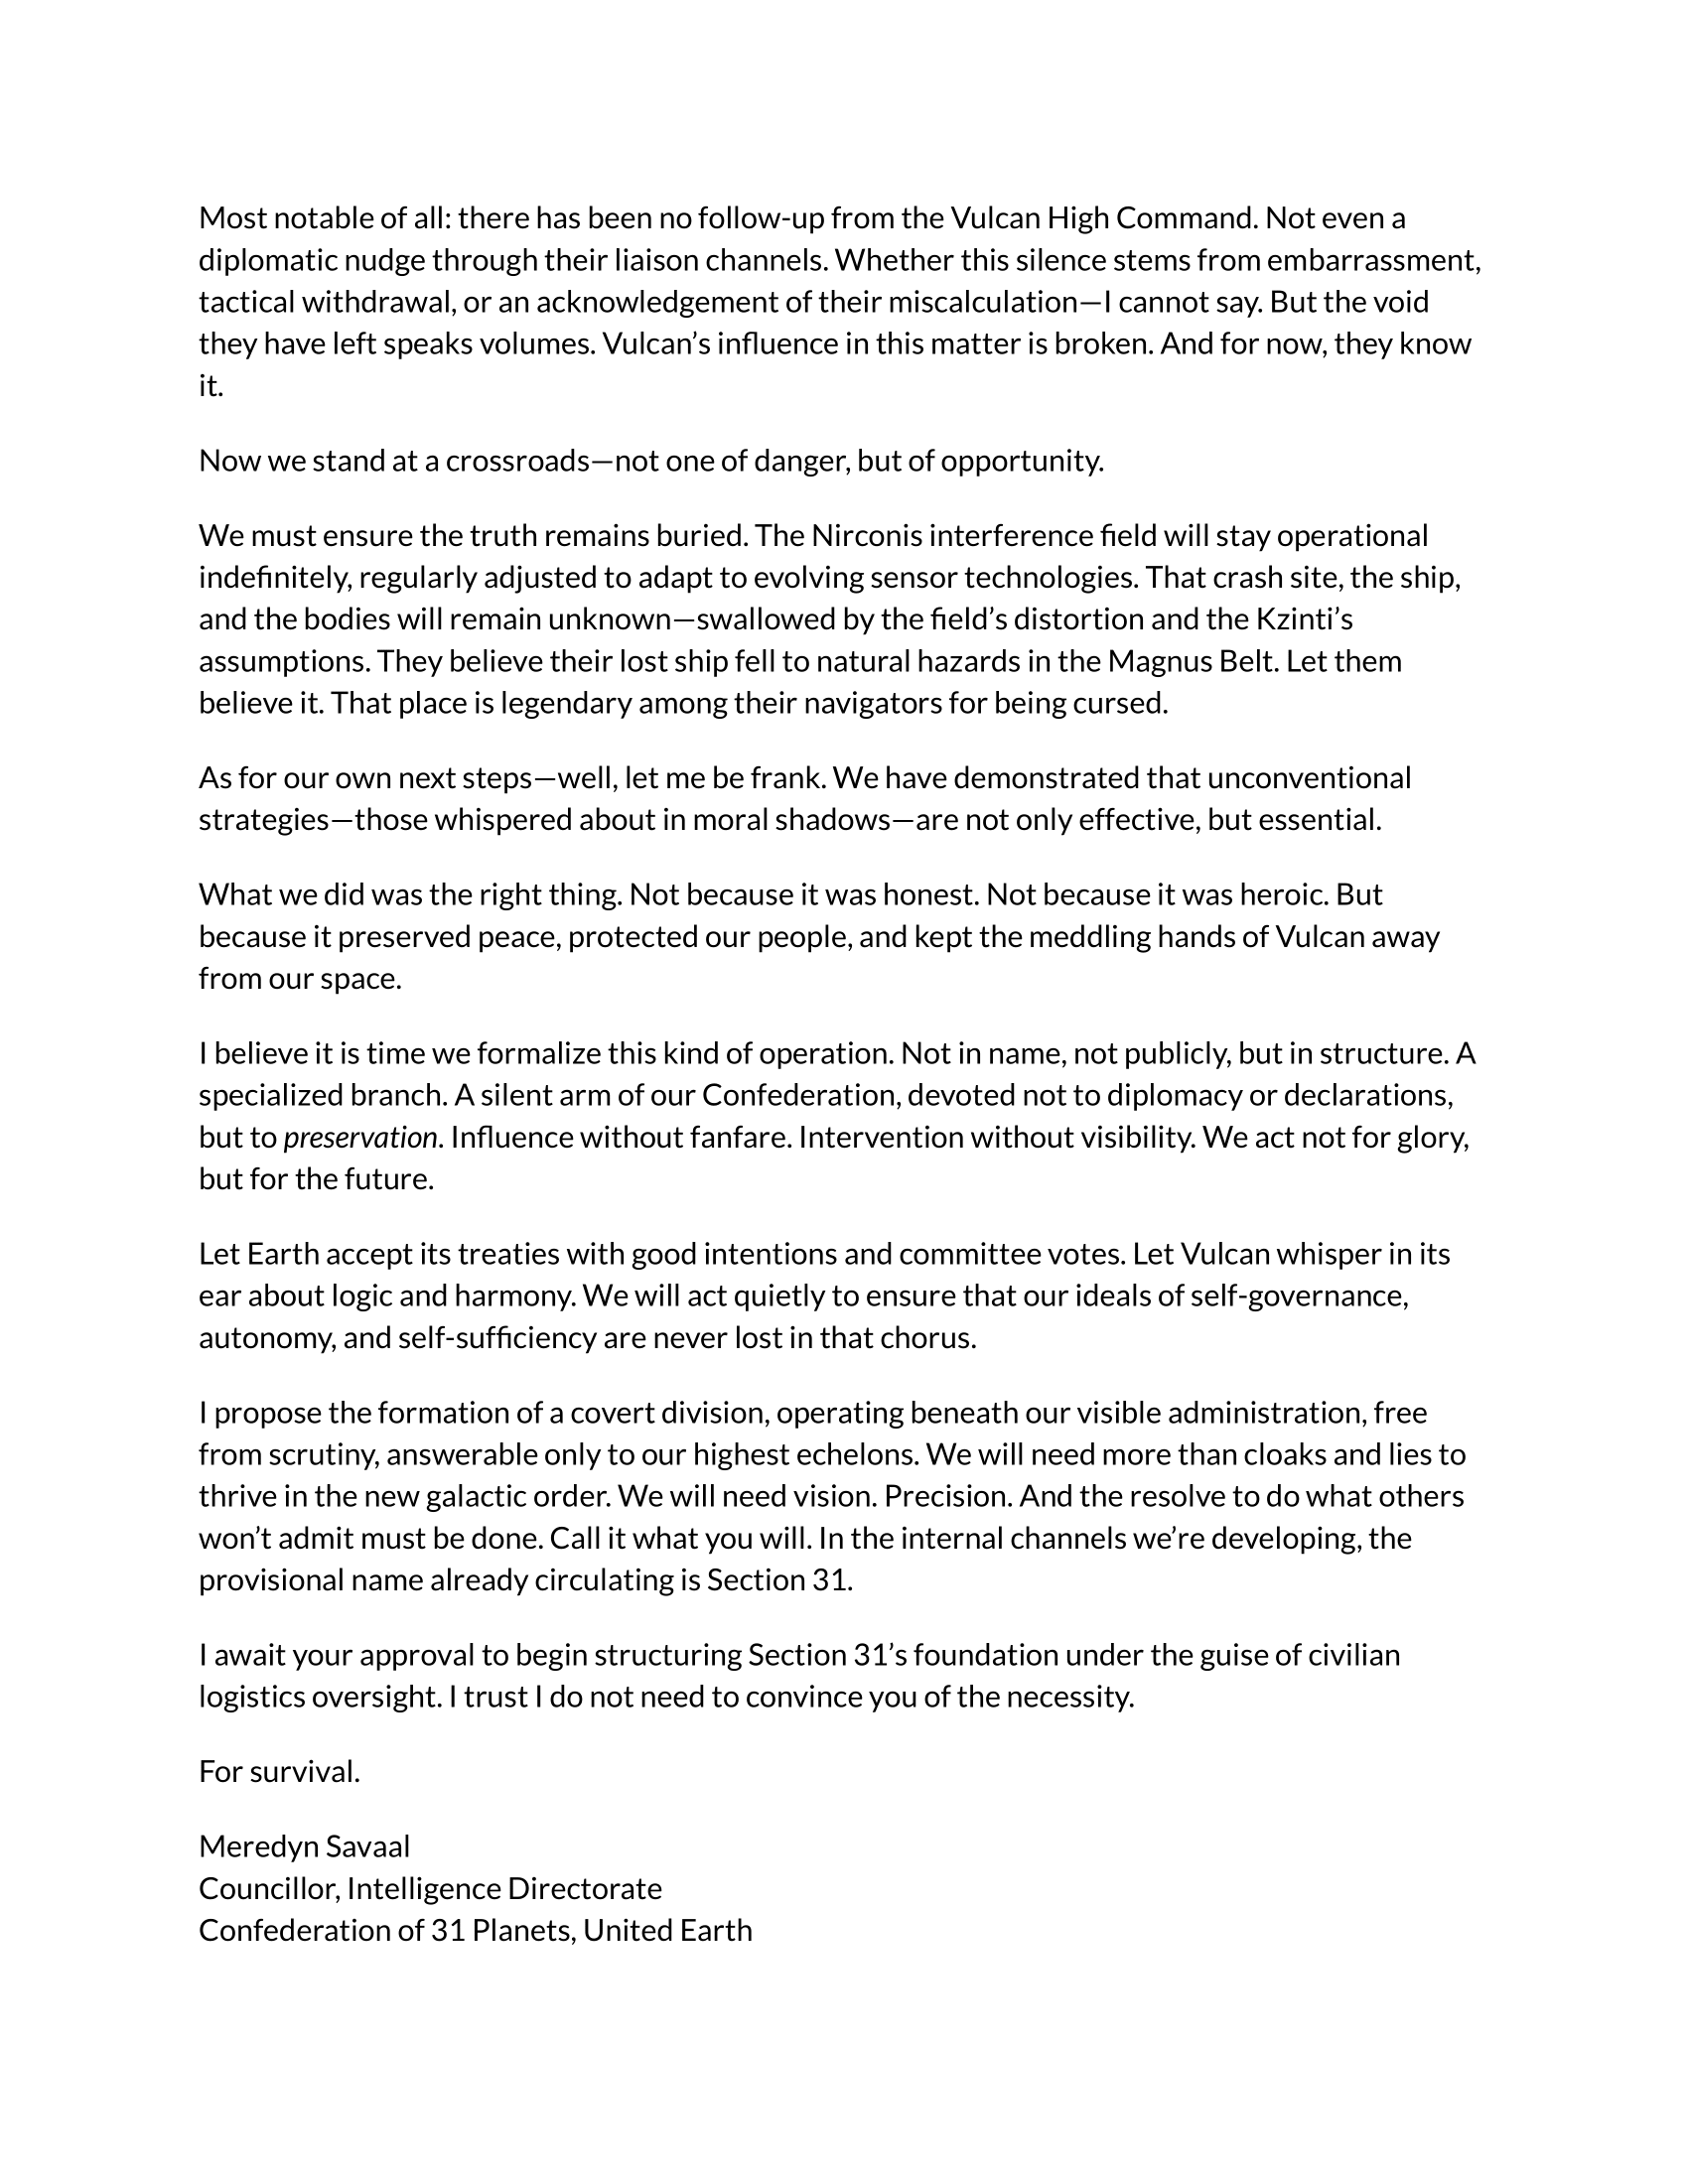 Most notable of all: there has been no follow-up from the Vulcan High Command. Not even a
diplomatic nudge through their liaison channels. Whether this silence stems from embarrassment,
tactical withdrawal, or an acknowledgement of their miscalculation—I cannot say. But the void
they have left speaks volumes. Vulcan’s influence in this matter is broken. And for now, they know
it.
Now we stand at a crossroads—not one of danger, but of opportunity.
We must ensure the truth remains buried. The Nirconis interference field will stay operational
indefinitely, regularly adjusted to adapt to evolving sensor technologies. That crash site, the ship,
and the bodies will remain unknown—swallowed by the field’s distortion and the Kzinti’s
assumptions. They believe their lost ship fell to natural hazards in the Magnus Belt. Let them
believe it. That place is legendary among their navigators for being cursed.
As for our own next steps—well, let me be frank. We have demonstrated that unconventional
strategies—those whispered about in moral shadows—are not only effective, but essential.
What we did was the right thing. Not because it was honest. Not because it was heroic. But
because it preserved peace, protected our people, and kept the meddling hands of Vulcan away
from our space.
I believe it is time we formalize this kind of operation. Not in name, not publicly, but in structure. A
specialized branch. A silent arm of our Confederation, devoted not to diplomacy or declarations,
but to preservation. Influence without fanfare. Intervention without visibility. We act not for glory,
but for the future.
Let Earth accept its treaties with good intentions and committee votes. Let Vulcan whisper in its
ear about logic and harmony. We will act quietly to ensure that our ideals of self-governance,
autonomy, and self-sufficiency are never lost in that chorus.
I propose the formation of a covert division, operating beneath our visible administration, free
from scrutiny, answerable only to our highest echelons. We will need more than cloaks and lies to
thrive in the new galactic order. We will need vision. Precision. And the resolve to do what others
won’t admit must be done. Call it what you will. In the internal channels we’re developing, the
provisional name already circulating is Section 31.
I await your approval to begin structuring Section 31’s foundation under the guise of civilian
logistics oversight. I trust I do not need to convince you of the necessity.
For survival.
Meredyn Savaal
Councillor, Intelligence Directorate
Confederation of 31 Planets, United Earth